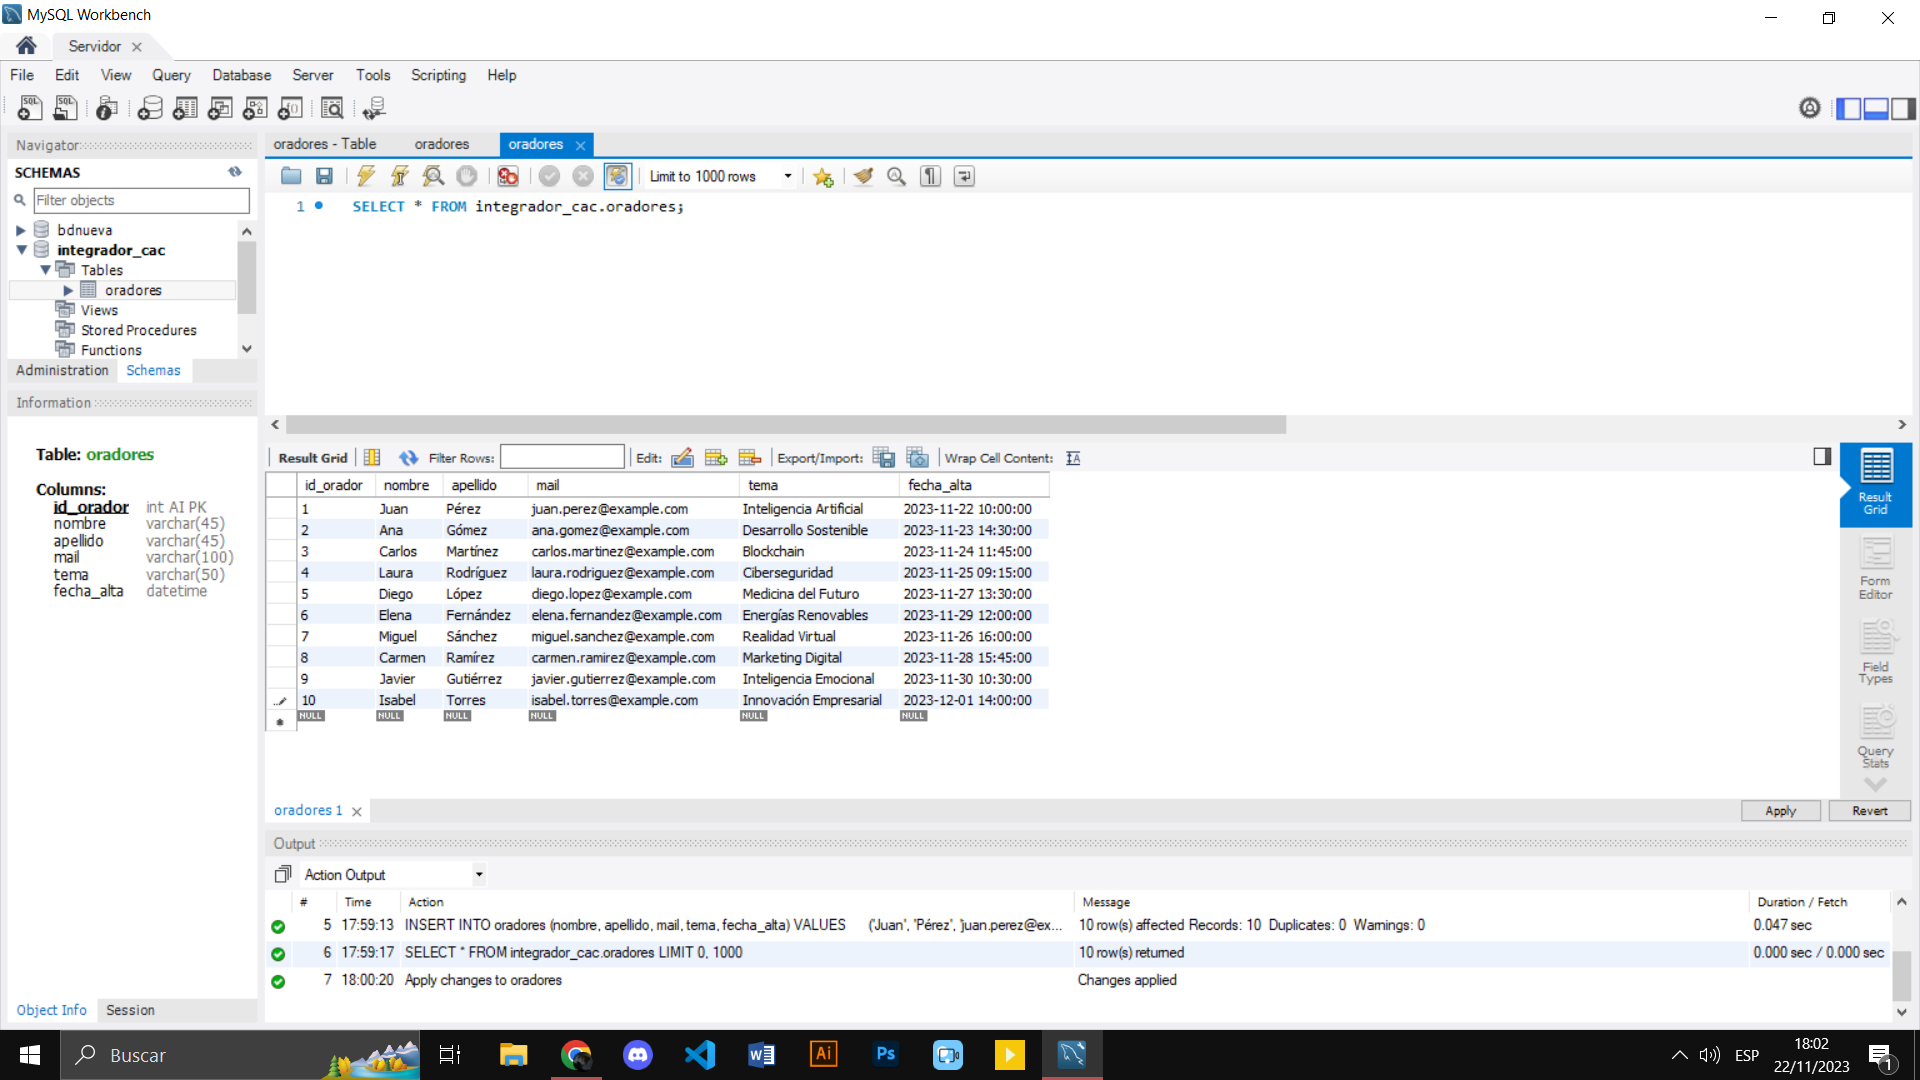 MySQL Workbench
Servidor
File Edit View Query Database Server Tools Scripting Help
Navigator
SCHEMAS
Filter objects
bdnueva
integrador_cac
Tables
oradores
Views
Stored Procedures
Functions
Administration Schemas
Information
Table: oradores
Columns:
id_orador int AI PK
nombre varchar(45)
apellido varchar(45)
mail varchar(100)
tema varchar(50)
fecha_alta datetime
Object Info Session
oradores - Table oradores oradores
Limit to 1000 rows
1 SELECT * FROM integrador_cac.oradores;
Result Grid Filter Rows: Edit: Export/Import: Wrap Cell Content:
id_orador nombre apellido mail tema fecha_alta
1 Juan Pérez juan.perez@example.com Inteligencia Artificial 2023-11-22 10:00:00
2 Ana Gómez ana.gomez@example.com Desarrollo Sostenible 2023-11-23 14:30:00
3 Carlos Martínez carlos.martinez@example.com Blockchain 2023-11-24 11:45:00
4 Laura Rodríguez laura.rodriguez@example.com Ciberseguridad 2023-11-25 09:15:00
5 Diego López diego.lopez@example.com Medicina del Futuro 2023-11-27 13:30:00
6 Elena Fernández elena.fernandez@example.com Energías Renovables 2023-11-29 12:00:00
7 Miguel Sánchez miguel.sanchez@example.com Realidad Virtual 2023-11-26 16:00:00
8 Carmen Ramírez carmen.ramirez@example.com Marketing Digital 2023-11-28 15:45:00
9 Javier Gutiérrez javier.gutierrez@example.com Inteligencia Emocional 2023-11-30 10:30:00
10 Isabel Torres isabel.torres@example.com Innovación Empresarial 2023-12-01 14:00:00
NULL NULL NULL NULL NULL NULL
Result
Grid
Form
Editor
Field
Types
Query
Stats
oradores 1
Apply Revert
Output
Action Output
# Time Action Message Duration / Fetch
5 17:59:13 INSERT INTO oradores (nombre, apellido, mail, tema, fecha_alta) VALUES ('Juan', 'Pérez', 'juan.perez@ex... 10 row(s) affected Records: 10 Duplicates: 0 Warnings: 0 0.047 sec
6 17:59:17 SELECT * FROM integrador_cac.oradores LIMIT 0, 1000 10 row(s) returned 0.000 sec / 0.000 sec
7 18:00:20 Apply changes to oradores Changes applied
Buscar
Ai
Ps
ESP
18:02
22/11/2023
1